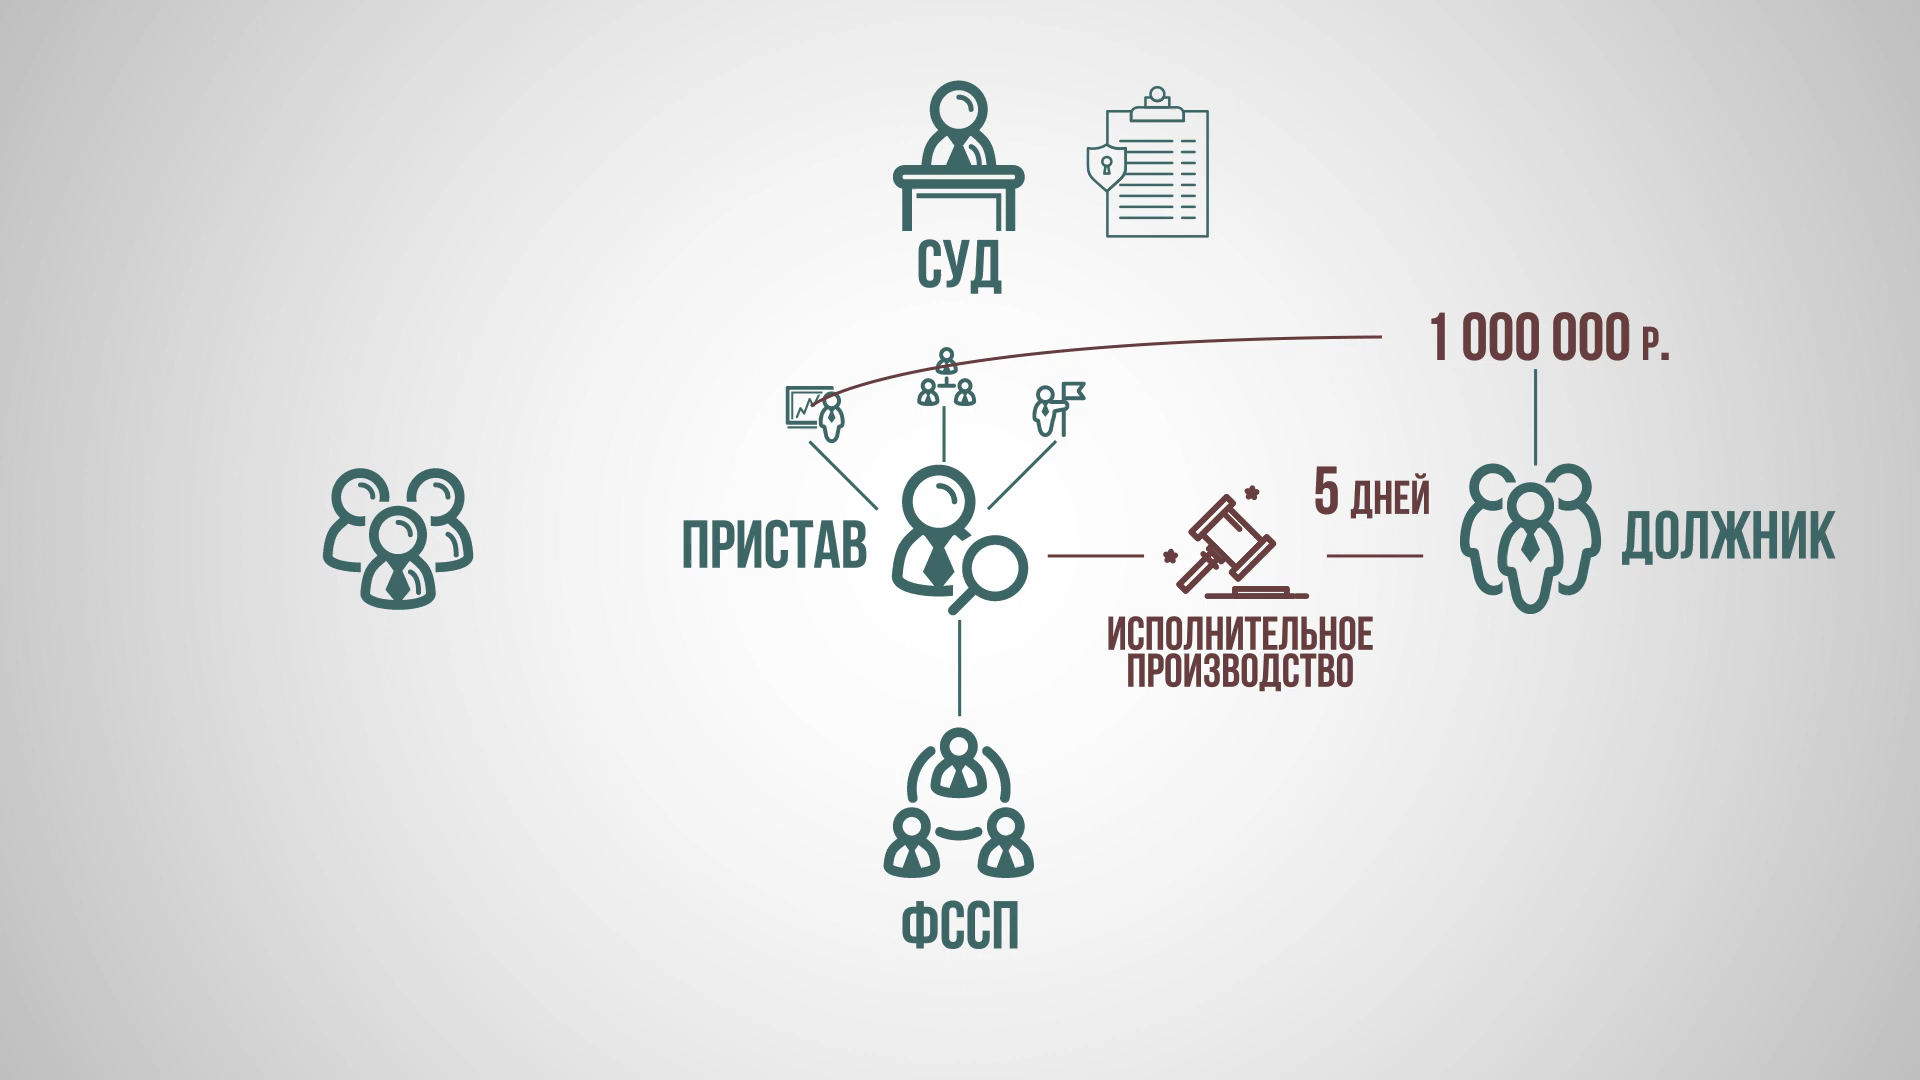 СУД
1 000 000 Р.
5 ДНЕЙ
ПРИСТАВ
ДОЛЖНИК
ИСПОЛНИТЕЛЬНОЕ
ПРОИЗВОДСТВО
ФССП